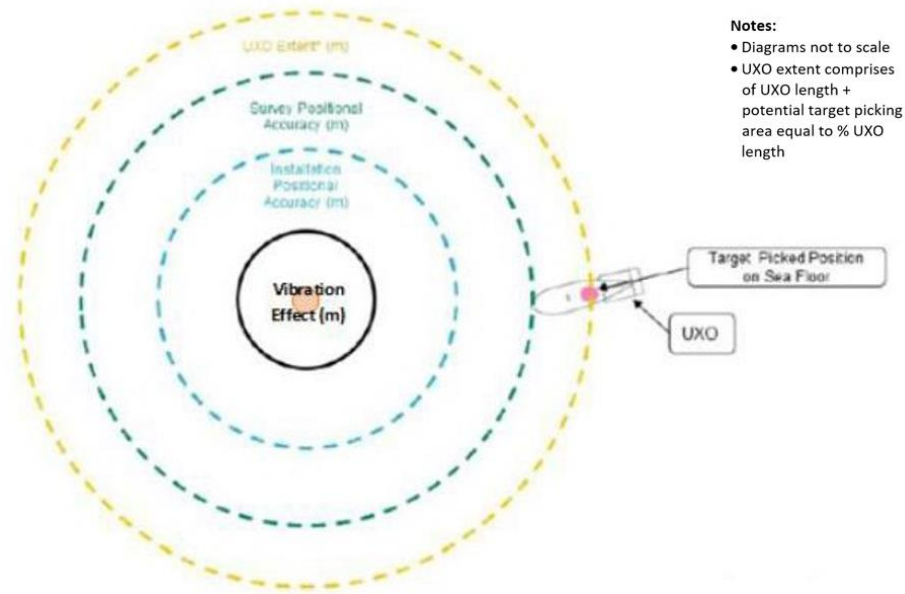 Notes:
• Diagrams not to scale
• UXO extent comprises
of UXO length +
potential target picking
area equal to % UXO
length
UXO Extent* (m)
Survey Positional
Accuracy (m)
Installation
Positional
Accuracy (m)
Vibration
Effect (m)
Target Picked Position
on Sea Floor
UXO